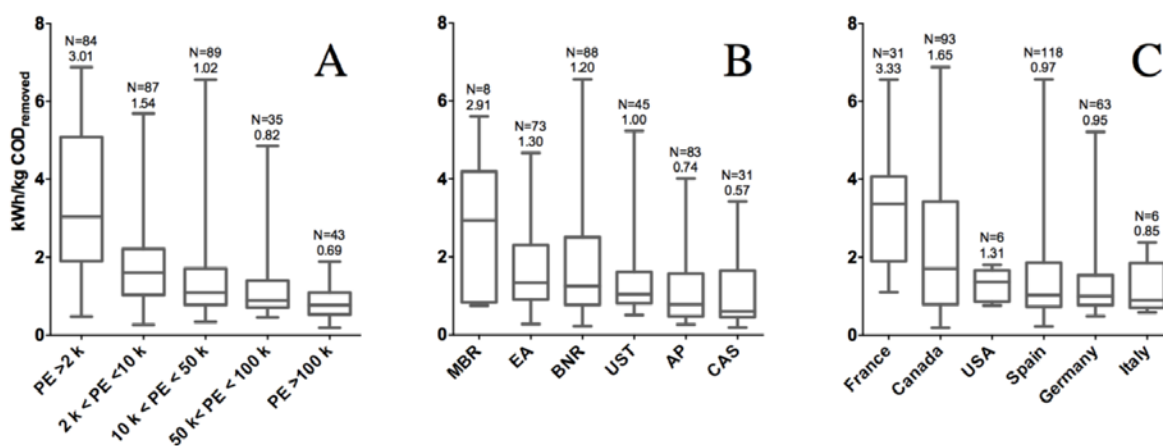 kWh/kg COD removed
8
6
4
2
0
A
N=84
3.01
N=87
1.54
N=89
1.02
N=35
0.82
N=43
0.69
PE >2 k
2 k < PE <10 k
10 k < PE < 50 k
50 k< PE < 100 k
PE >100 k
8
6
4
2
0
B
N=8
2.91
N=73
1.30
N=88
1.20
N=45
1.00
N=83
0.74
N=31
0.57
MBR
EA
BNR
UST
AP
CAS
8
6
4
2
0
C
N=31
3.33
N=93
1.65
N=6
1.31
N=118
0.97
N=63
0.95
N=6
0.85
France
Canada
USA
Spain
Germany
Italy